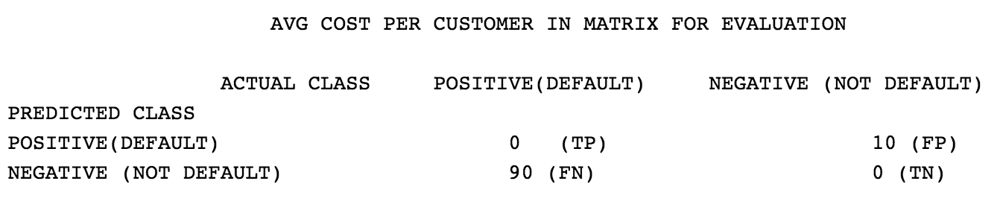 AVG COST PER CUSTOMER IN MATRIX FOR EVALUATION
ACTUAL CLASS POSITIVE(DEFAULT) NEGATIVE (NOT DEFAULT)
PREDICTED CLASS
POSITIVE(DEFAULT) 0 (TP) 10 (FP)
NEGATIVE (NOT DEFAULT) 90 (FN) 0 (TN)